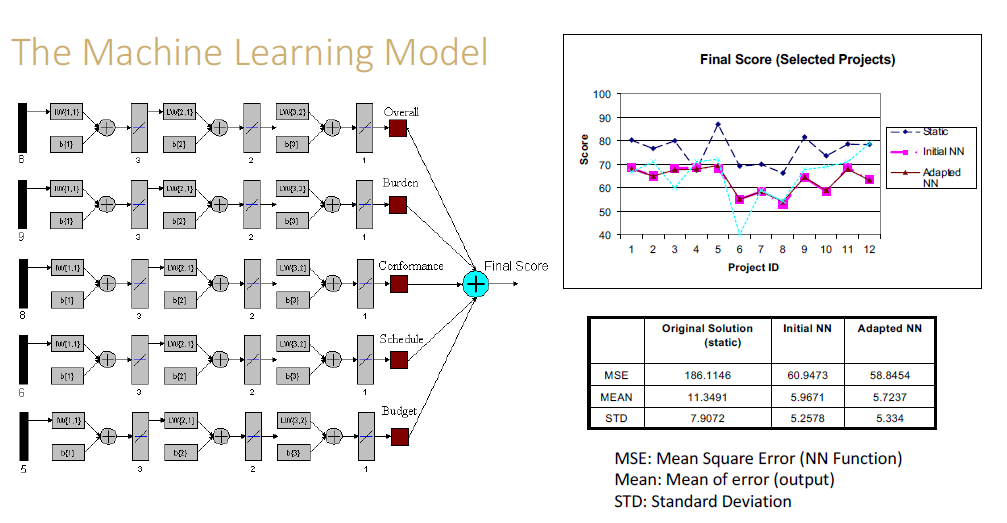 The Machine Learning Model
IW{1,1} LW{2,1} LW{3,2} Overall
b{1} b{2} b{3}
8 3 2 1
IW{1,1} LW{2,1} LW{3,2} Burden
b{1} b{2} b{3}
9 3 2 1
IW{1,1} LW{2,1} LW{3,2} Conformance
b{1} b{2} b{3}
8 3 2 1
Final Score
IW{1,1} LW{2,1} LW{3,2} Schedule
b{1} b{2} b{3}
6 3 2 1
IW{1,1} LW{2,1} LW{3,2} Budget
b{1} b{2} b{3}
5 3 2 1
Final Score (Selected Projects)
Score
100
90
80
70
60
50
40
1 2 3 4 5 6 7 8 9 10 11 12
Project ID
Static
Initial NN
Adapted
NN
Original Solution Initial NN Adapted NN
(static)
MSE 186.1146 60.9473 58.8454
MEAN 11.3491 5.9671 5.7237
STD 7.9072 5.2578 5.334
MSE: Mean Square Error (NN Function)
Mean: Mean of error (output)
STD: Standard Deviation